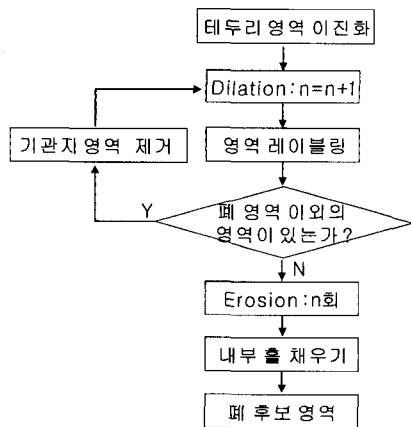 테두리 영역 이진화
Dilation:n=n+1
기관자 영역 제거
영역 레이블링
Y
폐 영역 이외의
영역이 있는가?
N
Erosion:n회
내부 홀 채우기
폐 후보 영역